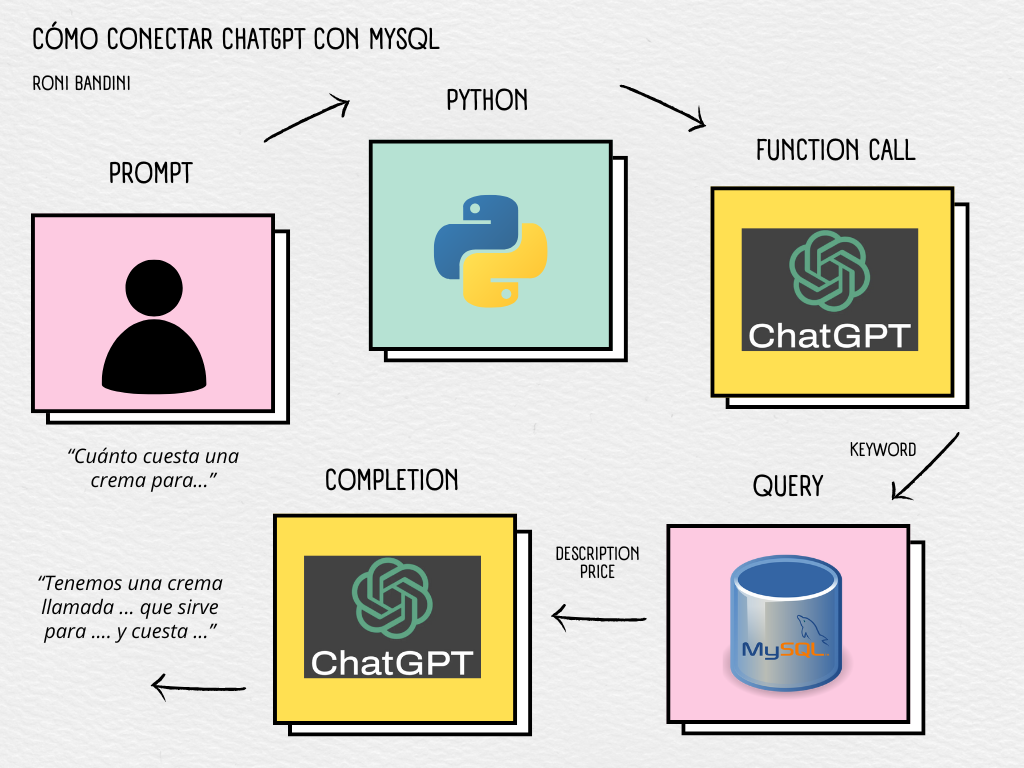 CÓMO CONECTAR CHATGPT CON MYSQL
RONI BANDINI
PROMPT
"Cuánto cuesta una
crema para..."
PYTHON
FUNCTION CALL
ChatGPT
KEYWORD
QUERY
MySQL
DESCRIPTION
PRICE
COMPLETION
ChatGPT
"Tenemos una crema
llamada ... que sirve
para .... y cuesta ..."